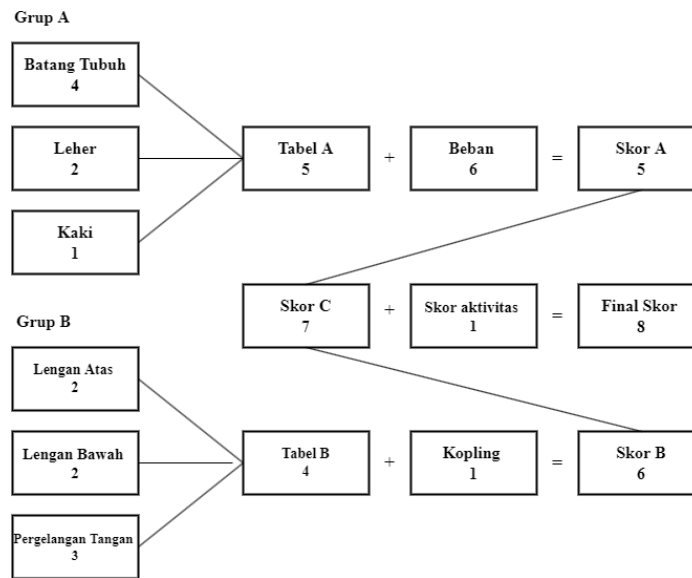 Grup A
Batang Tubuh
4
Leher
2
Kaki
1
Tabel A
5
+
Beban
6
=
Skor A
5
Skor C
7
+
Skor aktivitas
1
=
Final Skor
8
Grup B
Lengan Atas
2
Lengan Bawah
2
Pergelangan Tangan
3
Tabel B
4
+
Kopling
1
=
Skor B
6